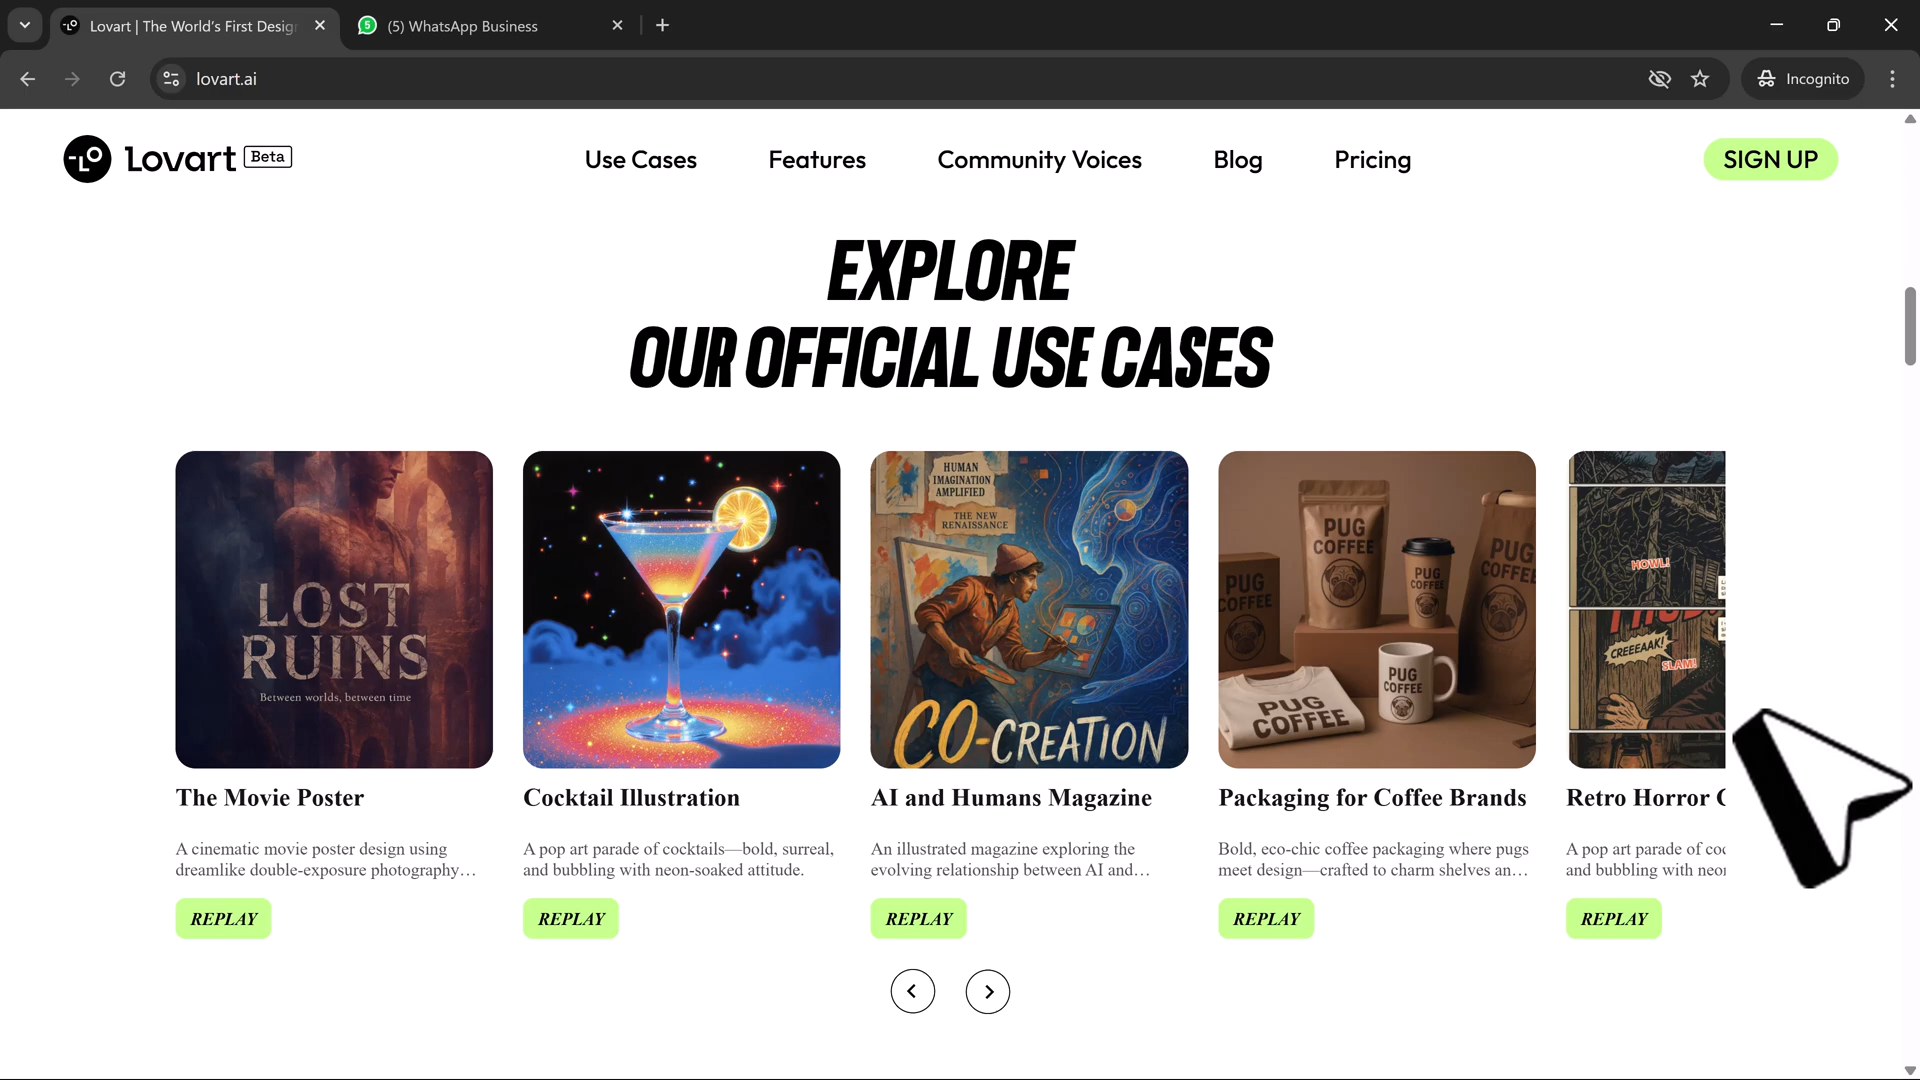 Lovart | The World's First Desig
5
(5) WhatsApp Business
lovart.ai
Incognito
Lovart Beta
Use Cases
Features
Community Voices
Blog
Pricing
SIGN UP
EXPLORE
OUR OFFICIAL USE CASES
LOST
RUINS
Between worlds, between time
HUMAN
IMAGINATION
AMPLIFIED
THE NEW
RENAISSANCE
CO-CREATION
PUG
COFFEE
PUG
COFFEE
PUG
COFFEE
PUG
COFFEE
PUG
COFFEE
PUG
COFFEE
HOWL!
CREEEAAK!
SLAM!
The Movie Poster
Cocktail Illustration
AI and Humans Magazine
Packaging for Coffee Brands
Retro Horror
A cinematic movie poster design using
dreamlike double-exposure photography…
A pop art parade of cocktails—bold, surreal,
and bubbling with neon-soaked attitude.
An illustrated magazine exploring the
evolving relationship between AI and…
Bold, eco-chic coffee packaging where pugs
meet design—crafted to charm shelves an…
A pop art parade of coc
and bubbling with neon
REPLAY
REPLAY
REPLAY
REPLAY
REPLAY